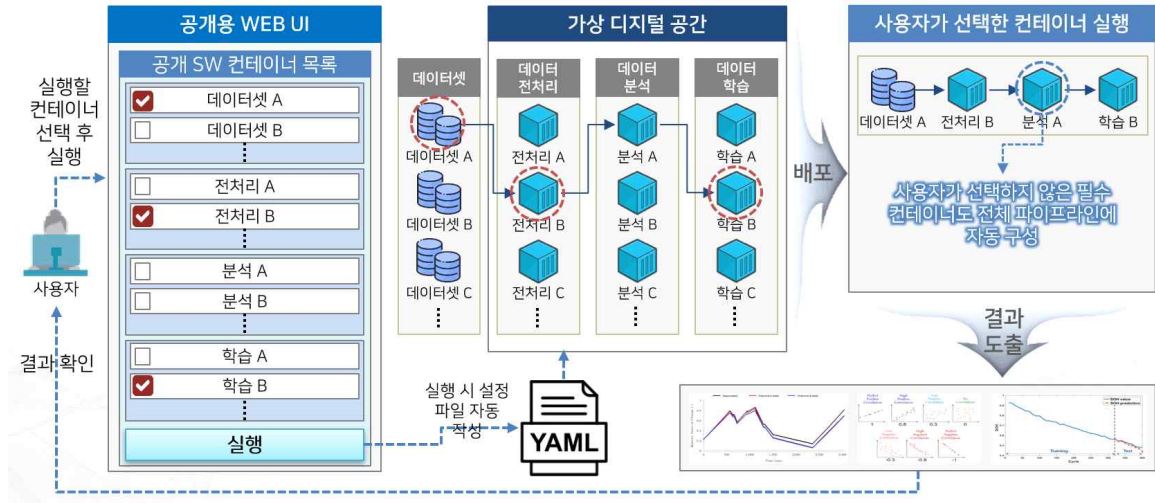 공개용 WEB UI
공개 SW 컨테이너 목록
데이터셋 A
데이터셋 B
전처리 A
전처리 B
분석 A
분석 B
학습 A
학습 B
실행
실행할
컨테이너
선택 후
실행
사용자
결과 확인
가상 디지털 공간
데이터셋
데이터
전처리
데이터
분석
데이터
학습
데이터셋 A
전처리 A
분석 A
학습 A
데이터셋 B
전처리 B
분석 B
학습 B
데이터셋 C
전처리 C
분석 C
학습 C
실행 시 설정
파일 자동
작성
YAML
배포
사용자가 선택한 컨테이너 실행
데이터셋 A
전처리 B
분석 A
학습 B
사용자가 선택하지 않은 필수
컨테이너도 전체 파이프라인에
자동 구성
결과
도출
Training
Test